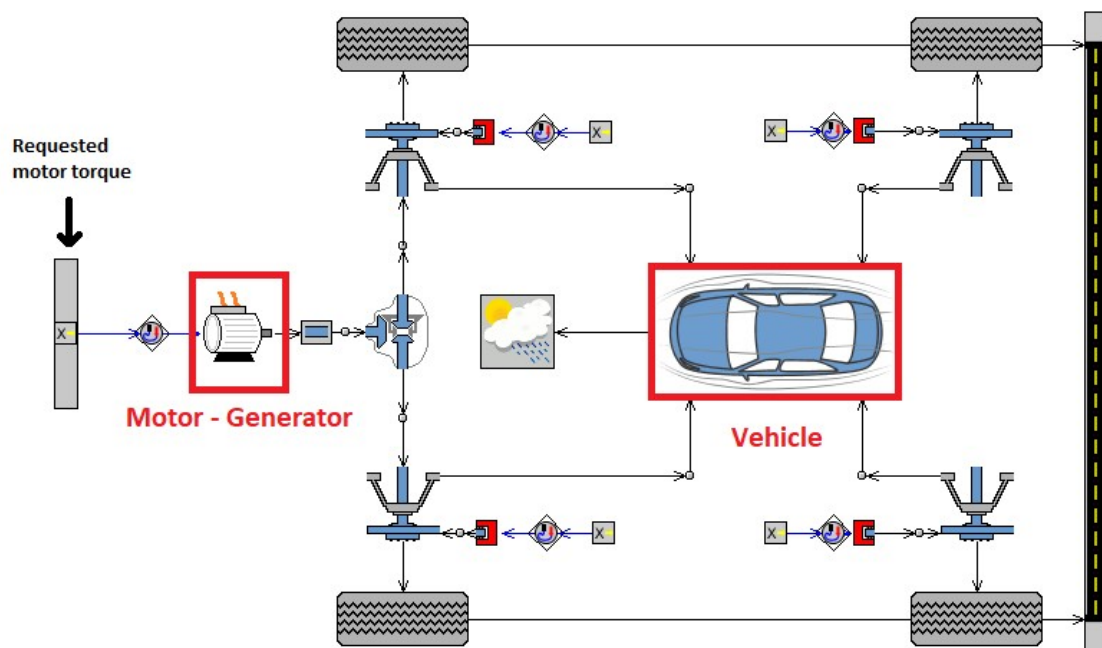 Requested
motor torque
X
X
X
Motor - Generator
Vehicle
X
X